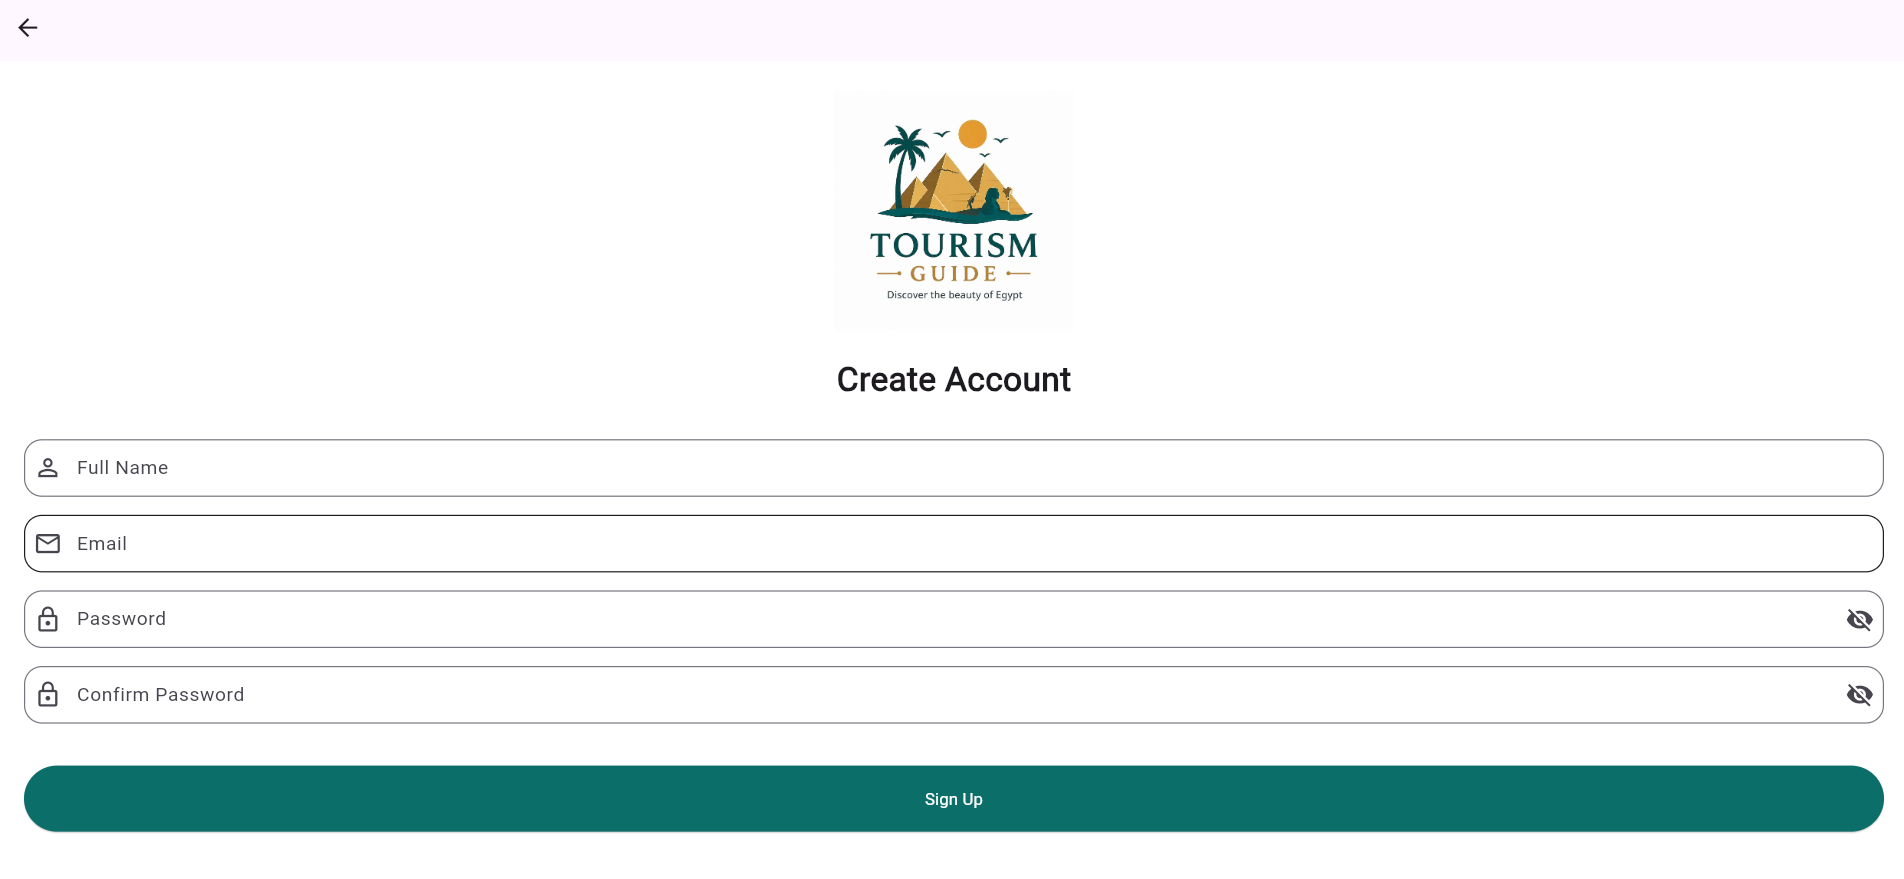 TOURISM
GUIDE
Discover the beauty of Egypt
Create Account
Full Name
Email
Password
Confirm Password
Sign Up